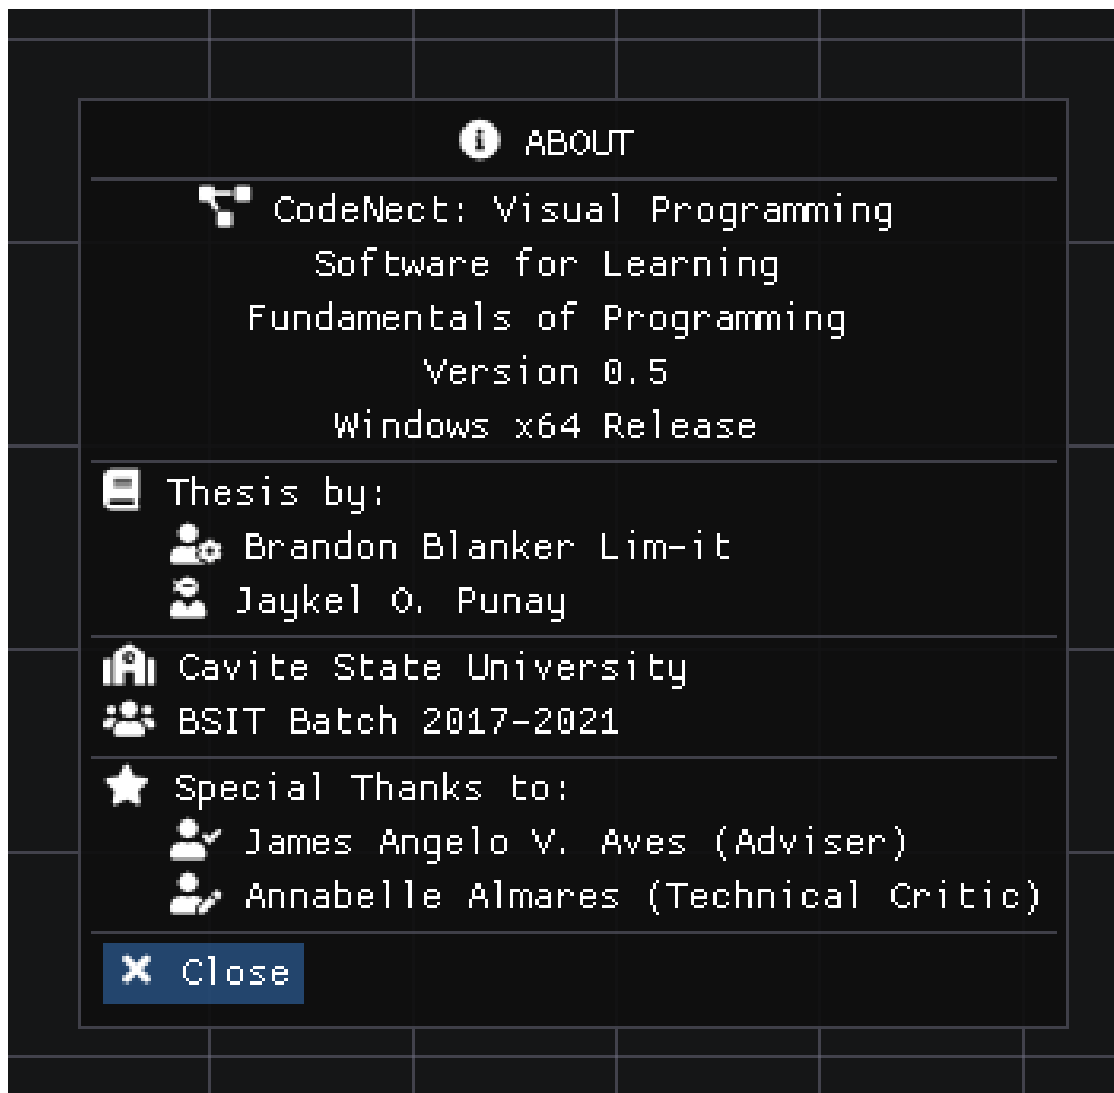 ABOUT
CodeNect: Visual Programming
Software for Learning
Fundamentals of Programming
Version 0.5
Windows x64 Release
Thesis by:
Brandon Blanker Lim-it
Jaykel O. Punay
Cavite State University
BSIT Batch 2017-2021
Special Thanks to:
James Angelo V. Aves (Adviser)
Annabelle Almares (Technical Critic)
Close